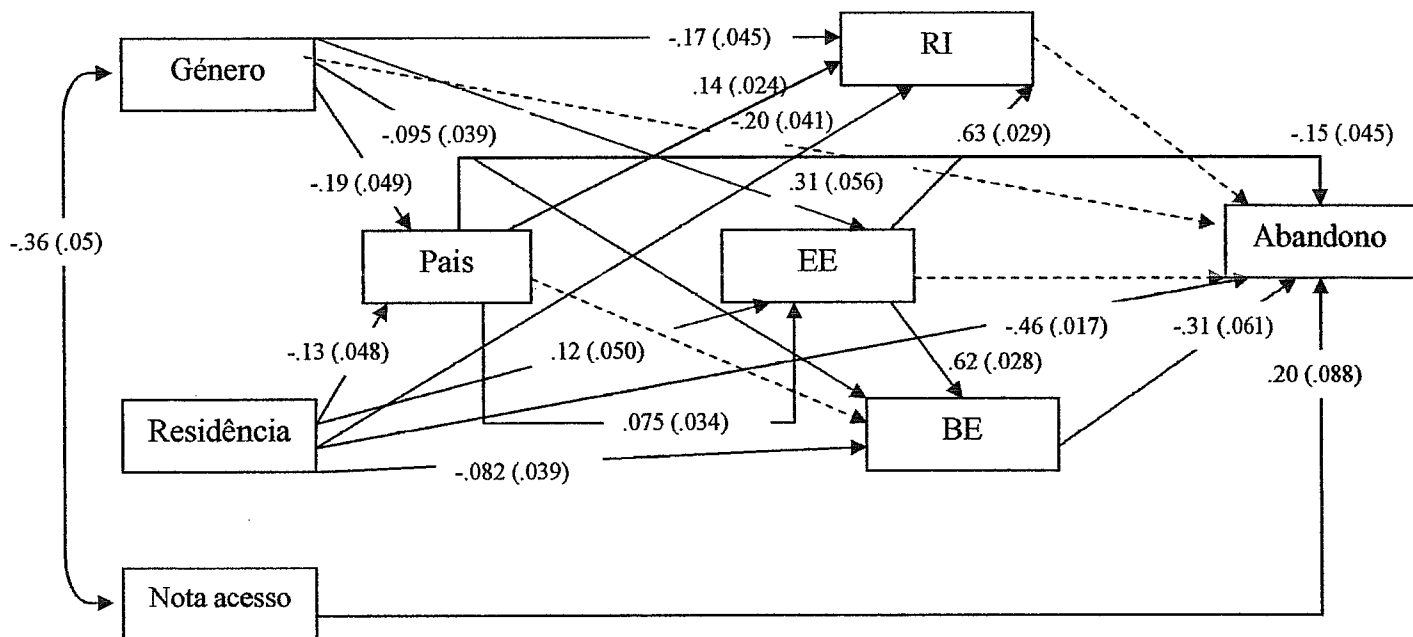 -.17 (.045)
RI
Género
.14 (.024)
-.095 (.039)
-.20 (.041)
.63 (.029)
-.15 (.045)
-.19 (.049)
.31 (.056)
-.36 (.05)
Pais
EE
Abandono
-.13 (.048)
.12 (.050)
-.46 (.017)
-.31 (.061)
.62 (.028)
.20 (.088)
Residência
.075 (.034)
BE
-.082 (.039)
Nota acesso